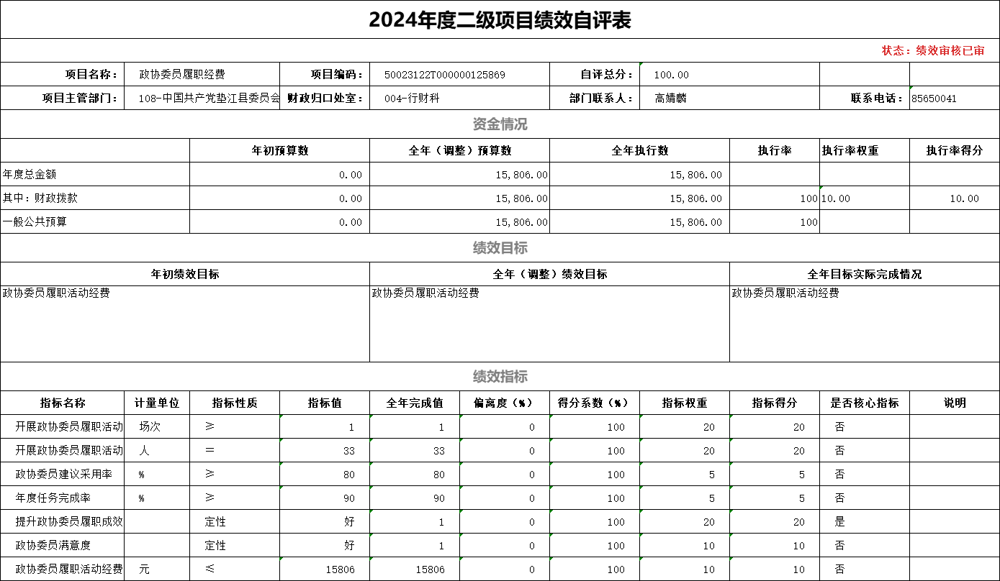 2024年度二级项目绩效自评表
状态：绩效审核已审
项目名称： 政协委员履职经费 项目编码： 50023122T000000125869 自评总分： 100.00
项目主管部门： 108-中国共产党垫江县委员会 财政归口处室： 004-行财科 部门联系人： 高婧麟 联系电话： 85650041
资金情况
年初预算数 全年（调整）预算数 全年执行数 执行率 执行率权重 执行率得分
年度总金额 0.00 15,806.00 15,806.00
其中：财政拨款 0.00 15,806.00 15,806.00 100 10.00 10.00
一般公共预算 0.00 15,806.00 15,806.00 100
绩效目标
年初绩效目标 全年（调整）绩效目标 全年目标实际完成情况
政协委员履职活动经费 政协委员履职活动经费 政协委员履职活动经费
绩效指标
指标名称 计量单位 指标性质 指标值 全年完成值 偏离度（%） 得分系数（%） 指标权重 指标得分 是否核心指标 说明
开展政协委员履职活动 场次 ≥ 1 1 0 100 20 20 否
开展政协委员履职活动 人 ＝ 33 33 0 100 20 20 否
政协委员建议采用率 % ≥ 80 80 0 100 5 5 否
年度任务完成率 % ≥ 90 90 0 100 5 5 否
提升政协委员履职成效 定性 好 1 0 100 20 20 是
政协委员满意度 定性 好 1 0 100 10 10 否
政协委员履职活动经费 元 ≤ 15806 15806 0 100 10 10 否